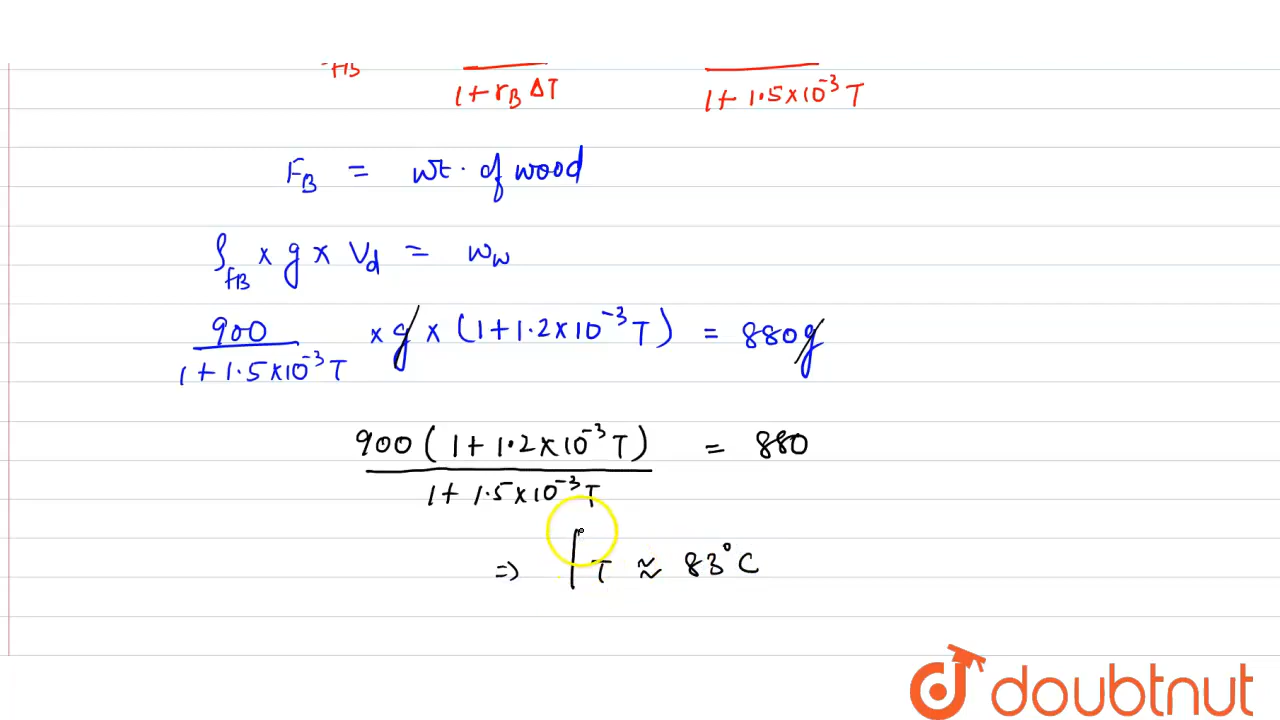 fB
1 + r_B ΔT 1 + 1.5×10⁻³ T
F_B = wt. of wood
ρ_fB × g × V_d = w_w
900 / 1 + 1.5×10⁻³ T × g × (1 + 1.2×10⁻³ T) = 880g
900 (1 + 1.2×10⁻³ T) / 1 + 1.5×10⁻³ T = 880
⇒ T ≈ 83°C
doubtnut